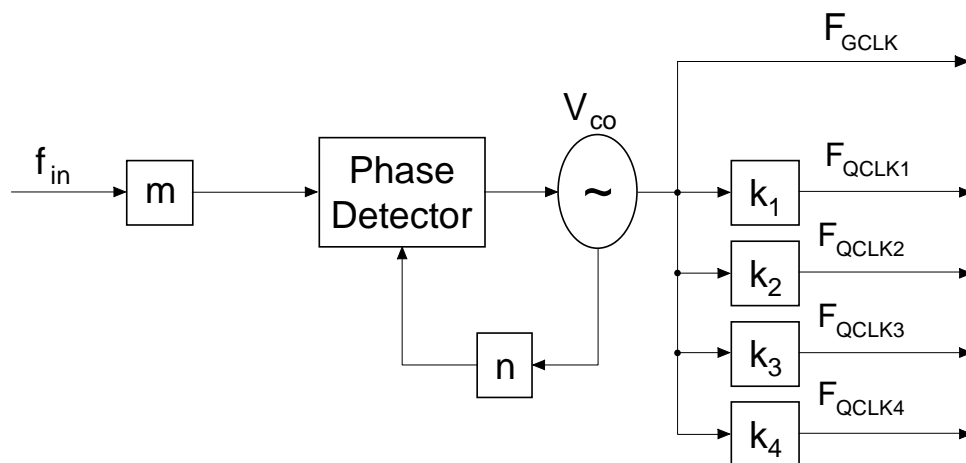 F_GCLK
V_co
f_in
m
Phase
Detector
~
n
k_1
F_QCLK1
k_2
F_QCLK2
k_3
F_QCLK3
k_4
F_QCLK4